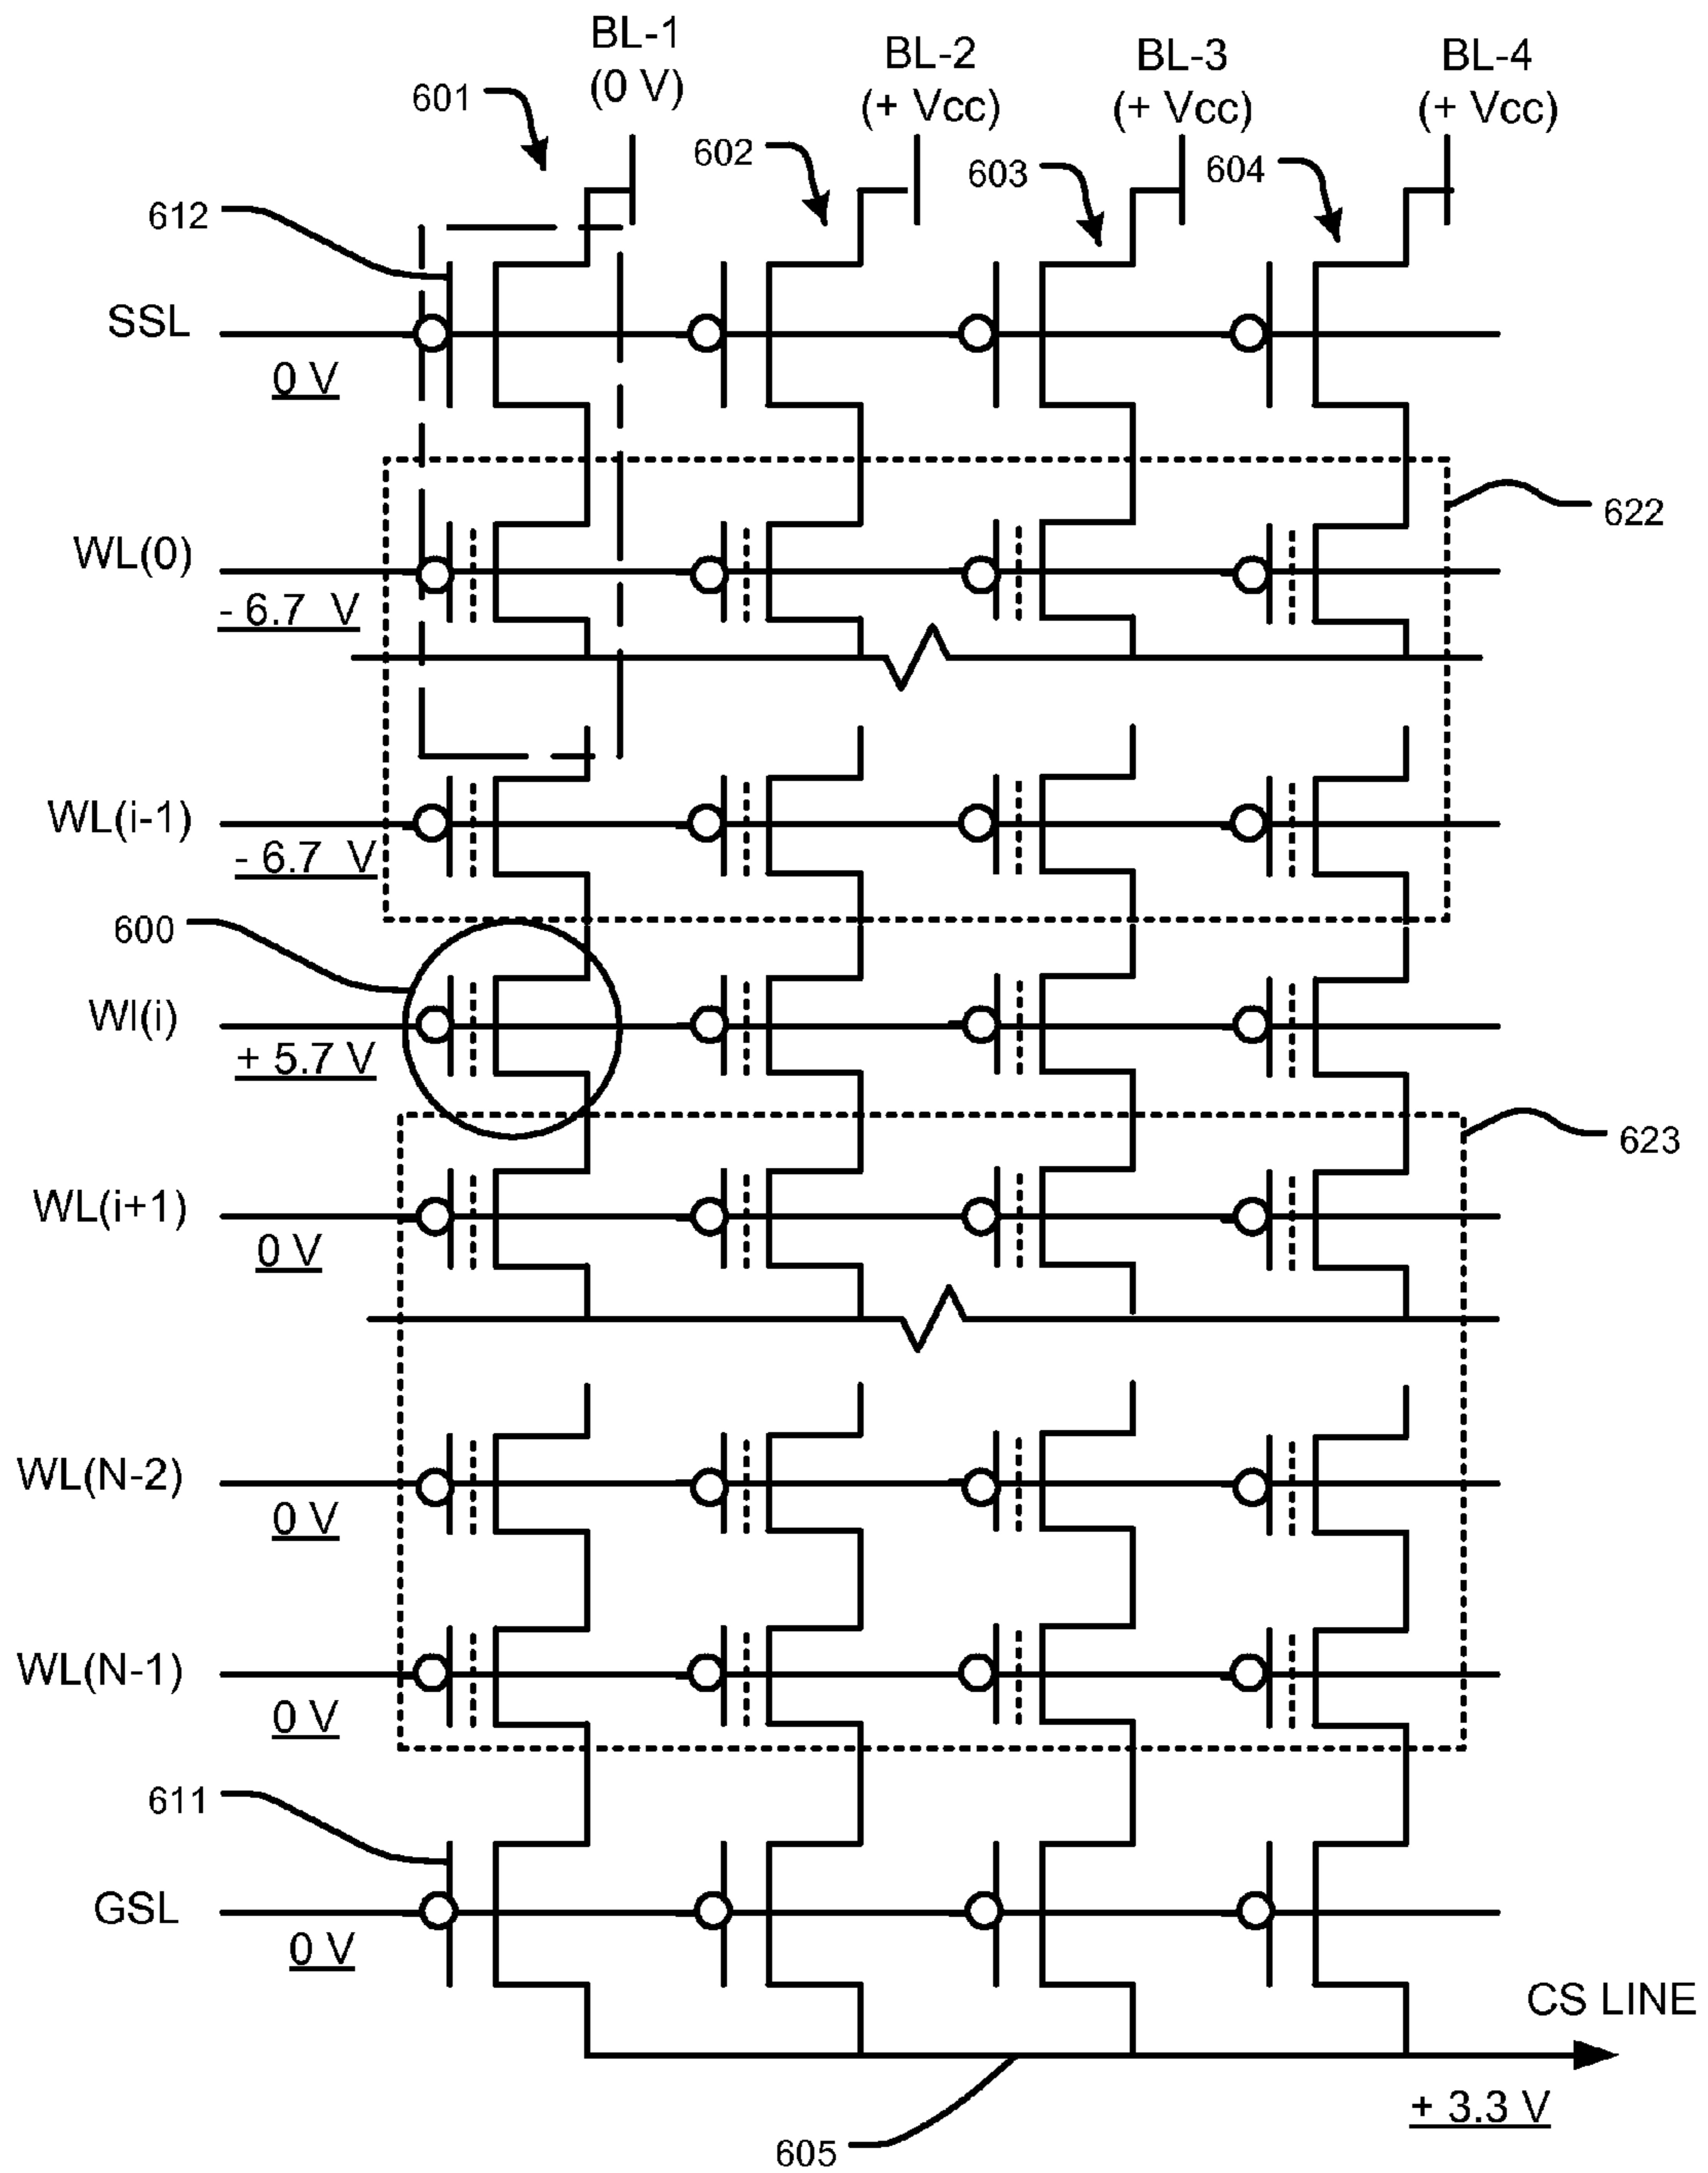 BL-1
(0 V)
BL-2
(+ Vcc)
BL-3
(+ Vcc)
BL-4
(+ Vcc)
601
602
603
604
612
SSL
0 V
622
WL(0)
- 6.7 V
WL(i-1)
- 6.7 V
600
Wl(i)
+ 5.7 V
623
WL(i+1)
0 V
WL(N-2)
0 V
WL(N-1)
0 V
611
GSL
0 V
CS LINE
+ 3.3 V
605